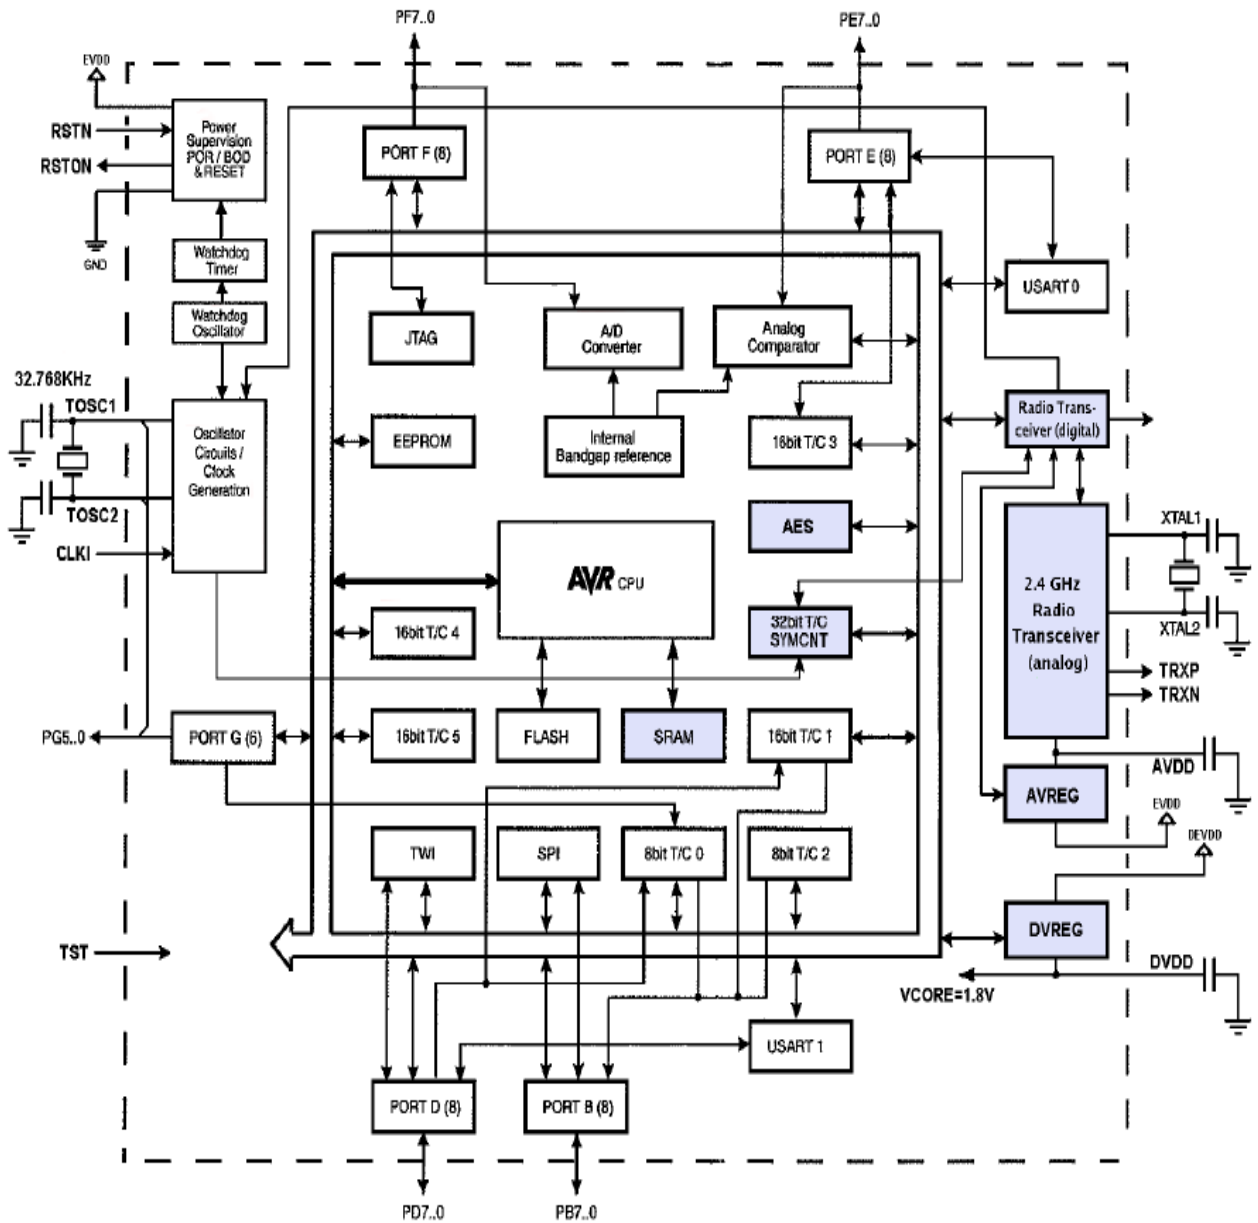 PF7..0
PE7..0
EVDD
RSTN
RSTON
GND
Power
Supervision
POR / BOD
& RESET
PORT F (8)
PORT E (8)
Watchdog
Timer
Watchdog
Oscillator
USART 0
JTAG
A/D
Converter
Analog
Comparator
32.768KHz
TOSC1
TOSC2
CLKI
Oscillator
Circuits /
Clock
Generation
EEPROM
Internal
Bandgap reference
16bit T/C 3
Radio Trans-
ceiver (digital)
AES
AVR CPU
XTAL1
XTAL2
2.4 GHz
Radio
Transceiver
(analog)
TRXP
TRXN
16bit T/C 4
32bit T/C
SYMCNT
PG5..0
PORT G (6)
16bit T/C 5
FLASH
SRAM
16bit T/C 1
AVDD
AVREG
EVDD
DEVDD
TWI
SPI
8bit T/C 0
8bit T/C 2
TST
DVREG
DVDD
VCORE=1.8V
USART 1
PORT D (8)
PORT B (8)
PD7..0
PB7..0